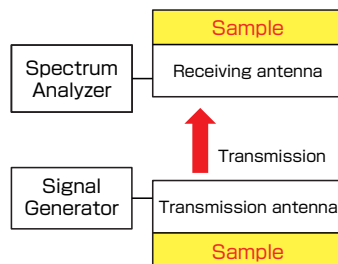 Sample
Spectrum
Analyzer
Receiving antenna
Transmission
Signal
Generator
Transmission antenna
Sample